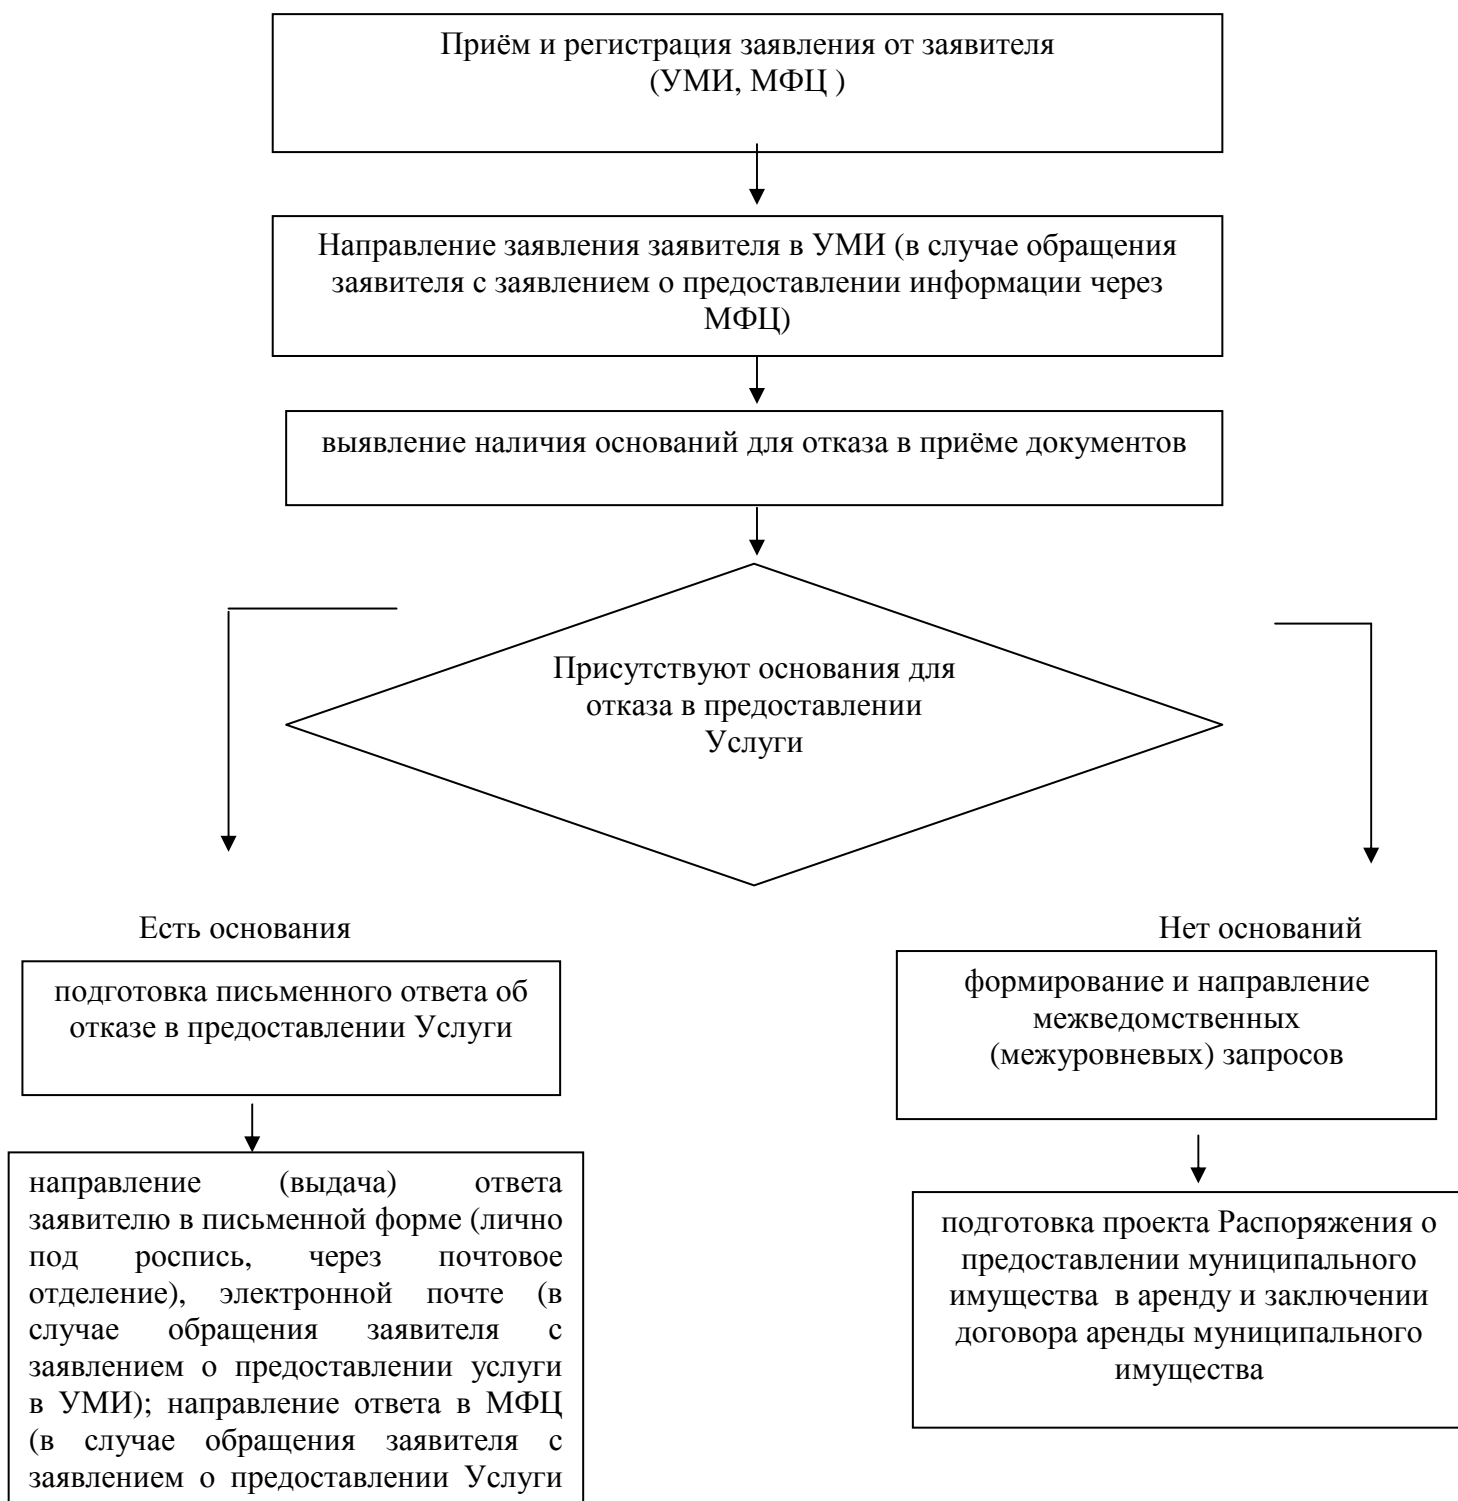 Приём и регистрация заявления от заявителя
(УМИ, МФЦ )
Направление заявления заявителя в УМИ (в случае обращения
заявителя с заявлением о предоставлении информации через
МФЦ)
выявление наличия оснований для отказа в приёме документов
Присутствуют основания для
отказа в предоставлении
Услуги
Есть основания
подготовка письменного ответа об
отказе в предоставлении Услуги
направление (выдача) ответа
заявителю в письменной форме (лично
под роспись, через почтовое
отделение), электронной почте (в
случае обращения заявителя с
заявлением о предоставлении услуги
в УМИ); направление ответа в МФЦ
(в случае обращения заявителя с
заявлением о предоставлении Услуги
Нет оснований
формирование и направление
межведомственных
(межуровневых) запросов
подготовка проекта Распоряжения о
предоставлении муниципального
имущества в аренду и заключении
договора аренды муниципального
имущества